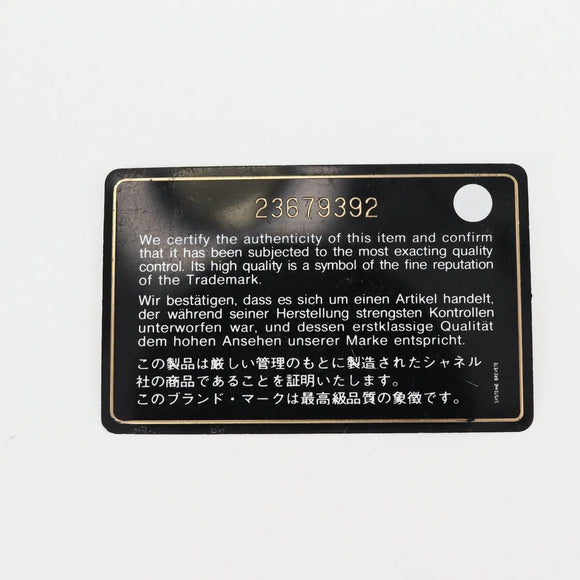 23679392
We certify the authenticity of this item and confirm
that it has been subjected to the most exacting quality
control. Its high quality is a symbol of the fine reputation
of the Trademark.
Wir bestätigen, dass es sich um einen Artikel handelt,
der während seiner Herstellung strengsten Kontrollen
unterworfen war, und dessen erstklassige Qualität
dem hohen Ansehen unserer Marke entspricht.
この製品は厳しい管理のもとに製造されたシャネル
社の商品であることを証明いたします。
このブランド・マークは最高級品質の象徴です。
SYSTEME BREVETE